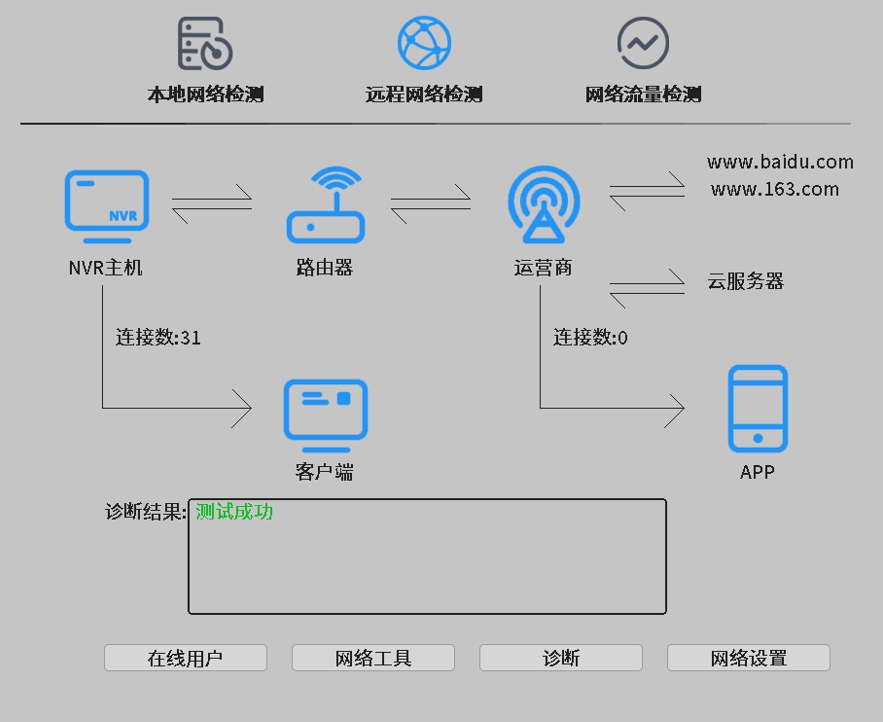 本地网络检测
远程网络检测
网络流量检测
www.baidu.com
www.163.com
NVR
NVR主机
路由器
运营商
云服务器
连接数:31
连接数:0
客户端
APP
诊断结果:
测试成功
在线用户
网络工具
诊断
网络设置